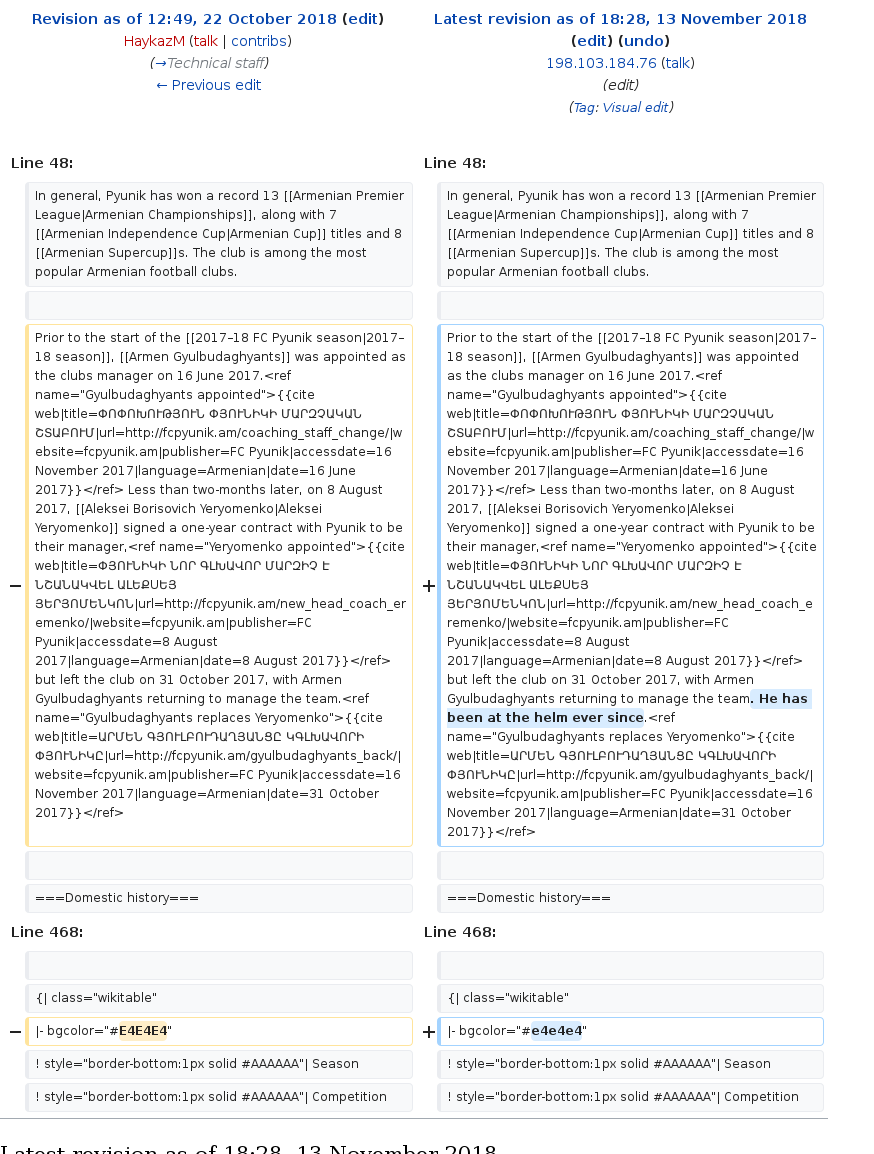 Revision as of 12:49, 22 October 2018 (edit)
HaykazM (talk | contribs)
(→Technical staff)
← Previous edit
Latest revision as of 18:28, 13 November 2018
(edit) (undo)
198.103.184.76 (talk)
(edit)
(Tag: Visual edit)
Line 48:
Line 48:
In general, Pyunik has won a record 13 [[Armenian Premier
League|Armenian Championships]], along with 7
[[Armenian Independence Cup|Armenian Cup]] titles and 8
[[Armenian Supercup]]s. The club is among the most
popular Armenian football clubs.
In general, Pyunik has won a record 13 [[Armenian Premier
League|Armenian Championships]], along with 7
[[Armenian Independence Cup|Armenian Cup]] titles and 8
[[Armenian Supercup]]s. The club is among the most
popular Armenian football clubs.
−
Prior to the start of the [[2017–18 FC Pyunik season|2017–
18 season]], [[Armen Gyulbudaghyants]] was appointed as
the clubs manager on 16 June 2017.<ref
name="Gyulbudaghyants appointed">{{cite
web|title=ՓՈՓՈԽՈՒԹՅՈՒՆ ՓՅՈՒՆԻԿԻ ՄԱՐԶՉԱԿԱՆ
ՇՏԱԲՈՒՄ|url=http://fcpyunik.am/coaching_staff_change/|w
ebsite=fcpyunik.am|publisher=FC Pyunik|accessdate=16
November 2017|language=Armenian|date=16 June
2017}}</ref> Less than two-months later, on 8 August
2017, [[Aleksei Borisovich Yeryomenko|Aleksei
Yeryomenko]] signed a one-year contract with Pyunik to be
their manager,<ref name="Yeryomenko appointed">{{cite
web|title=ՓՅՈՒՆԻԿԻ ՆՈՐ ԳԼԽԱՎՈՐ ՄԱՐԶԻՉ Է
ՆՇԱՆԱԿՎԵԼ ԱԼԵՔՍԵՅ
ՅԵՐՅՈՄԵՆԿՈՆ|url=http://fcpyunik.am/new_head_coach_er
emenko/|website=fcpyunik.am|publisher=FC
Pyunik|accessdate=8 August
2017|language=Armenian|date=8 August 2017}}</ref>
but left the club on 31 October 2017, with Armen
Gyulbudaghyants returning to manage the team.<ref
name="Gyulbudaghyants replaces Yeryomenko">{{cite
web|title=ԱՐՄԵՆ ԳՅՈՒԼԲՈՒԴԱՂՅԱՆՑԸ ԿԳԼԽԱՎՈՐԻ
ՓՅՈՒՆԻԿԸ|url=http://fcpyunik.am/gyulbudaghyants_back/|
website=fcpyunik.am|publisher=FC Pyunik|accessdate=16
November 2017|language=Armenian|date=31 October
2017}}</ref>
+
Prior to the start of the [[2017–18 FC Pyunik season|2017–
18 season]], [[Armen Gyulbudaghyants]] was appointed
as the clubs manager on 16 June 2017.<ref
name="Gyulbudaghyants appointed">{{cite
web|title=ՓՈՓՈԽՈՒԹՅՈՒՆ ՓՅՈՒՆԻԿԻ ՄԱՐԶՉԱԿԱՆ
ՇՏԱԲՈՒՄ|url=http://fcpyunik.am/coaching_staff_change/|w
ebsite=fcpyunik.am|publisher=FC Pyunik|accessdate=16
November 2017|language=Armenian|date=16 June
2017}}</ref> Less than two-months later, on 8 August
2017, [[Aleksei Borisovich Yeryomenko|Aleksei
Yeryomenko]] signed a one-year contract with Pyunik to be
their manager,<ref name="Yeryomenko appointed">{{cite
web|title=ՓՅՈՒՆԻԿԻ ՆՈՐ ԳԼԽԱՎՈՐ ՄԱՐԶԻՉ Է
ՆՇԱՆԱԿՎԵԼ ԱԼԵՔՍԵՅ
ՅԵՐՅՈՄԵՆԿՈՆ|url=http://fcpyunik.am/new_head_coach_e
remenko/|website=fcpyunik.am|publisher=FC
Pyunik|accessdate=8 August
2017|language=Armenian|date=8 August 2017}}</ref>
but left the club on 31 October 2017, with Armen
Gyulbudaghyants returning to manage the team. He has
been at the helm ever since.<ref
name="Gyulbudaghyants replaces Yeryomenko">{{cite
web|title=ԱՐՄԵՆ ԳՅՈՒԼԲՈՒԴԱՂՅԱՆՑԸ ԿԳԼԽԱՎՈՐԻ
ՓՅՈՒՆԻԿԸ|url=http://fcpyunik.am/gyulbudaghyants_back/|
website=fcpyunik.am|publisher=FC Pyunik|accessdate=16
November 2017|language=Armenian|date=31 October
2017}}</ref>
===Domestic history===
===Domestic history===
Line 468:
Line 468:
{| class="wikitable"
{| class="wikitable"
−
|- bgcolor="#E4E4E4"
+
|- bgcolor="#e4e4e4"
! style="border-bottom:1px solid #AAAAAA"| Season
! style="border-bottom:1px solid #AAAAAA"| Season
! style="border-bottom:1px solid #AAAAAA"| Competition
! style="border-bottom:1px solid #AAAAAA"| Competition
Latest revision as of 18:28, 13 November 2018